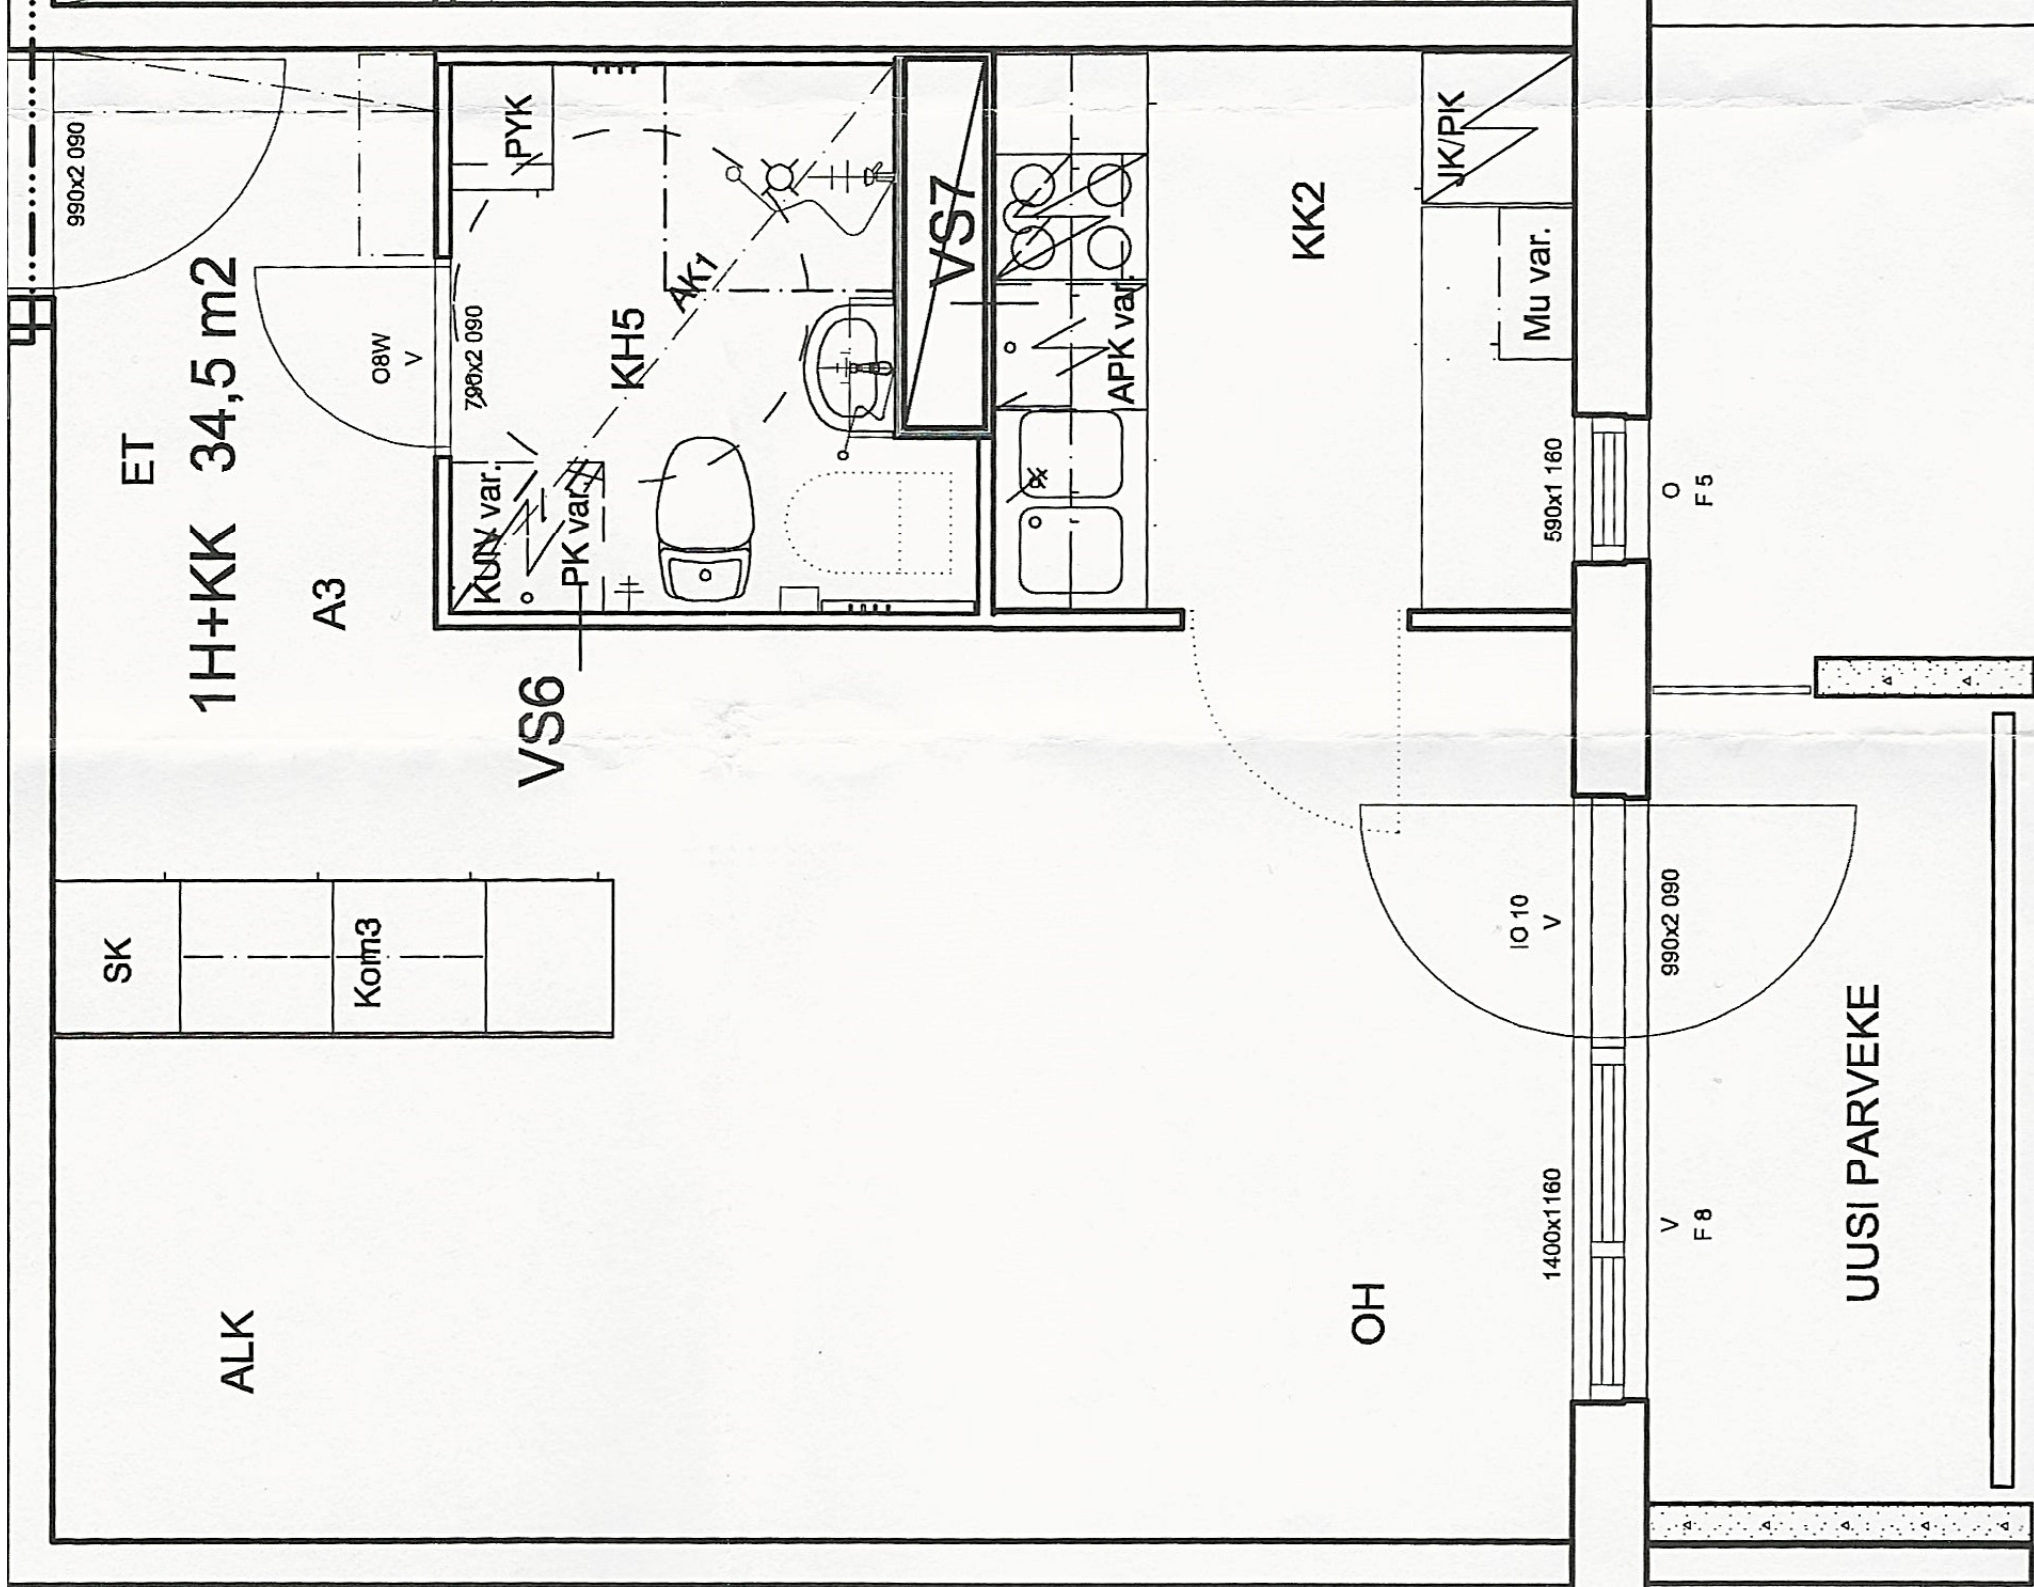 990x2 090
ET
1H+KK 34,5 m2
A3
O8W
V
790x2 090
PYK
KH5
AK1
KUIV var.
PK var.
VS6
VS7
APK var.
KK2
JK/PK
Mu var.
590x1 160
O
F 5
SK
Kom3
ALK
OH
IO 10
V
990x2 090
1400x1160
V
F 8
UUSI PARVEKE